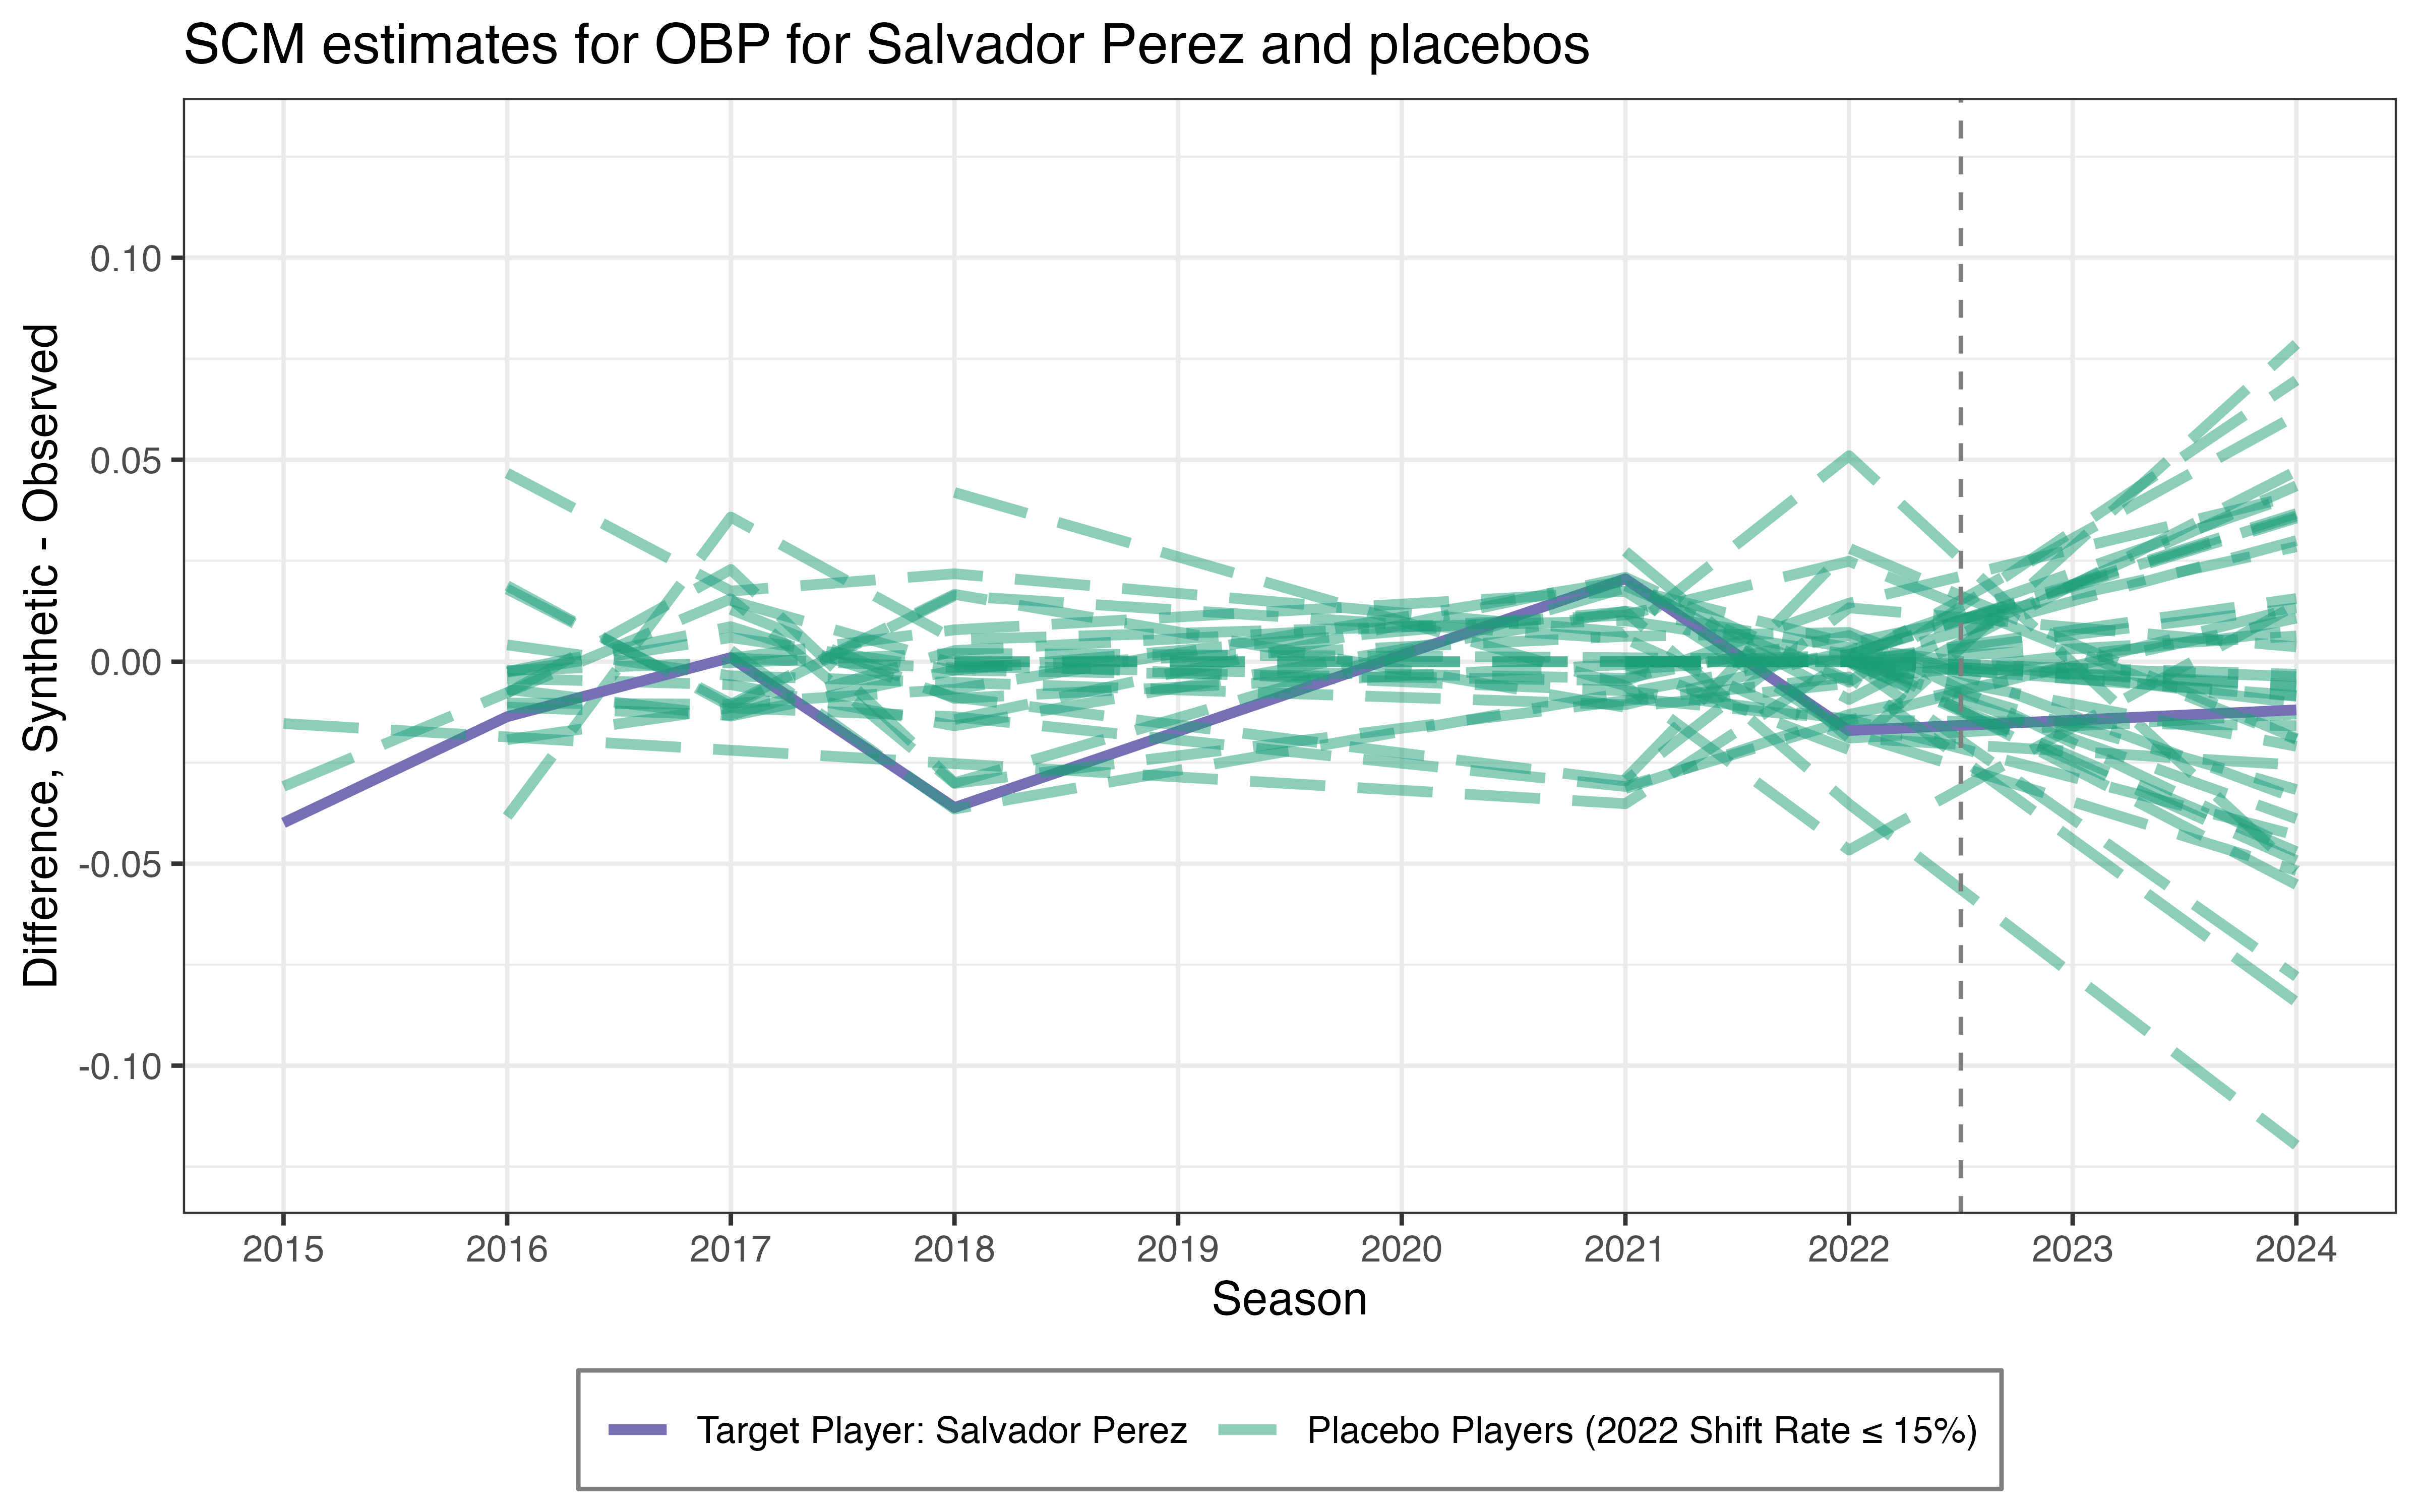 SCM estimates for OBP for Salvador Perez and placebos
Difference, Synthetic - Observed
0.10
0.05
0.00
-0.05
-0.10
2015 2016 2017 2018 2019 2020 2021 2022 2023 2024
Season
Target Player: Salvador Perez Placebo Players (2022 Shift Rate ≤ 15%)